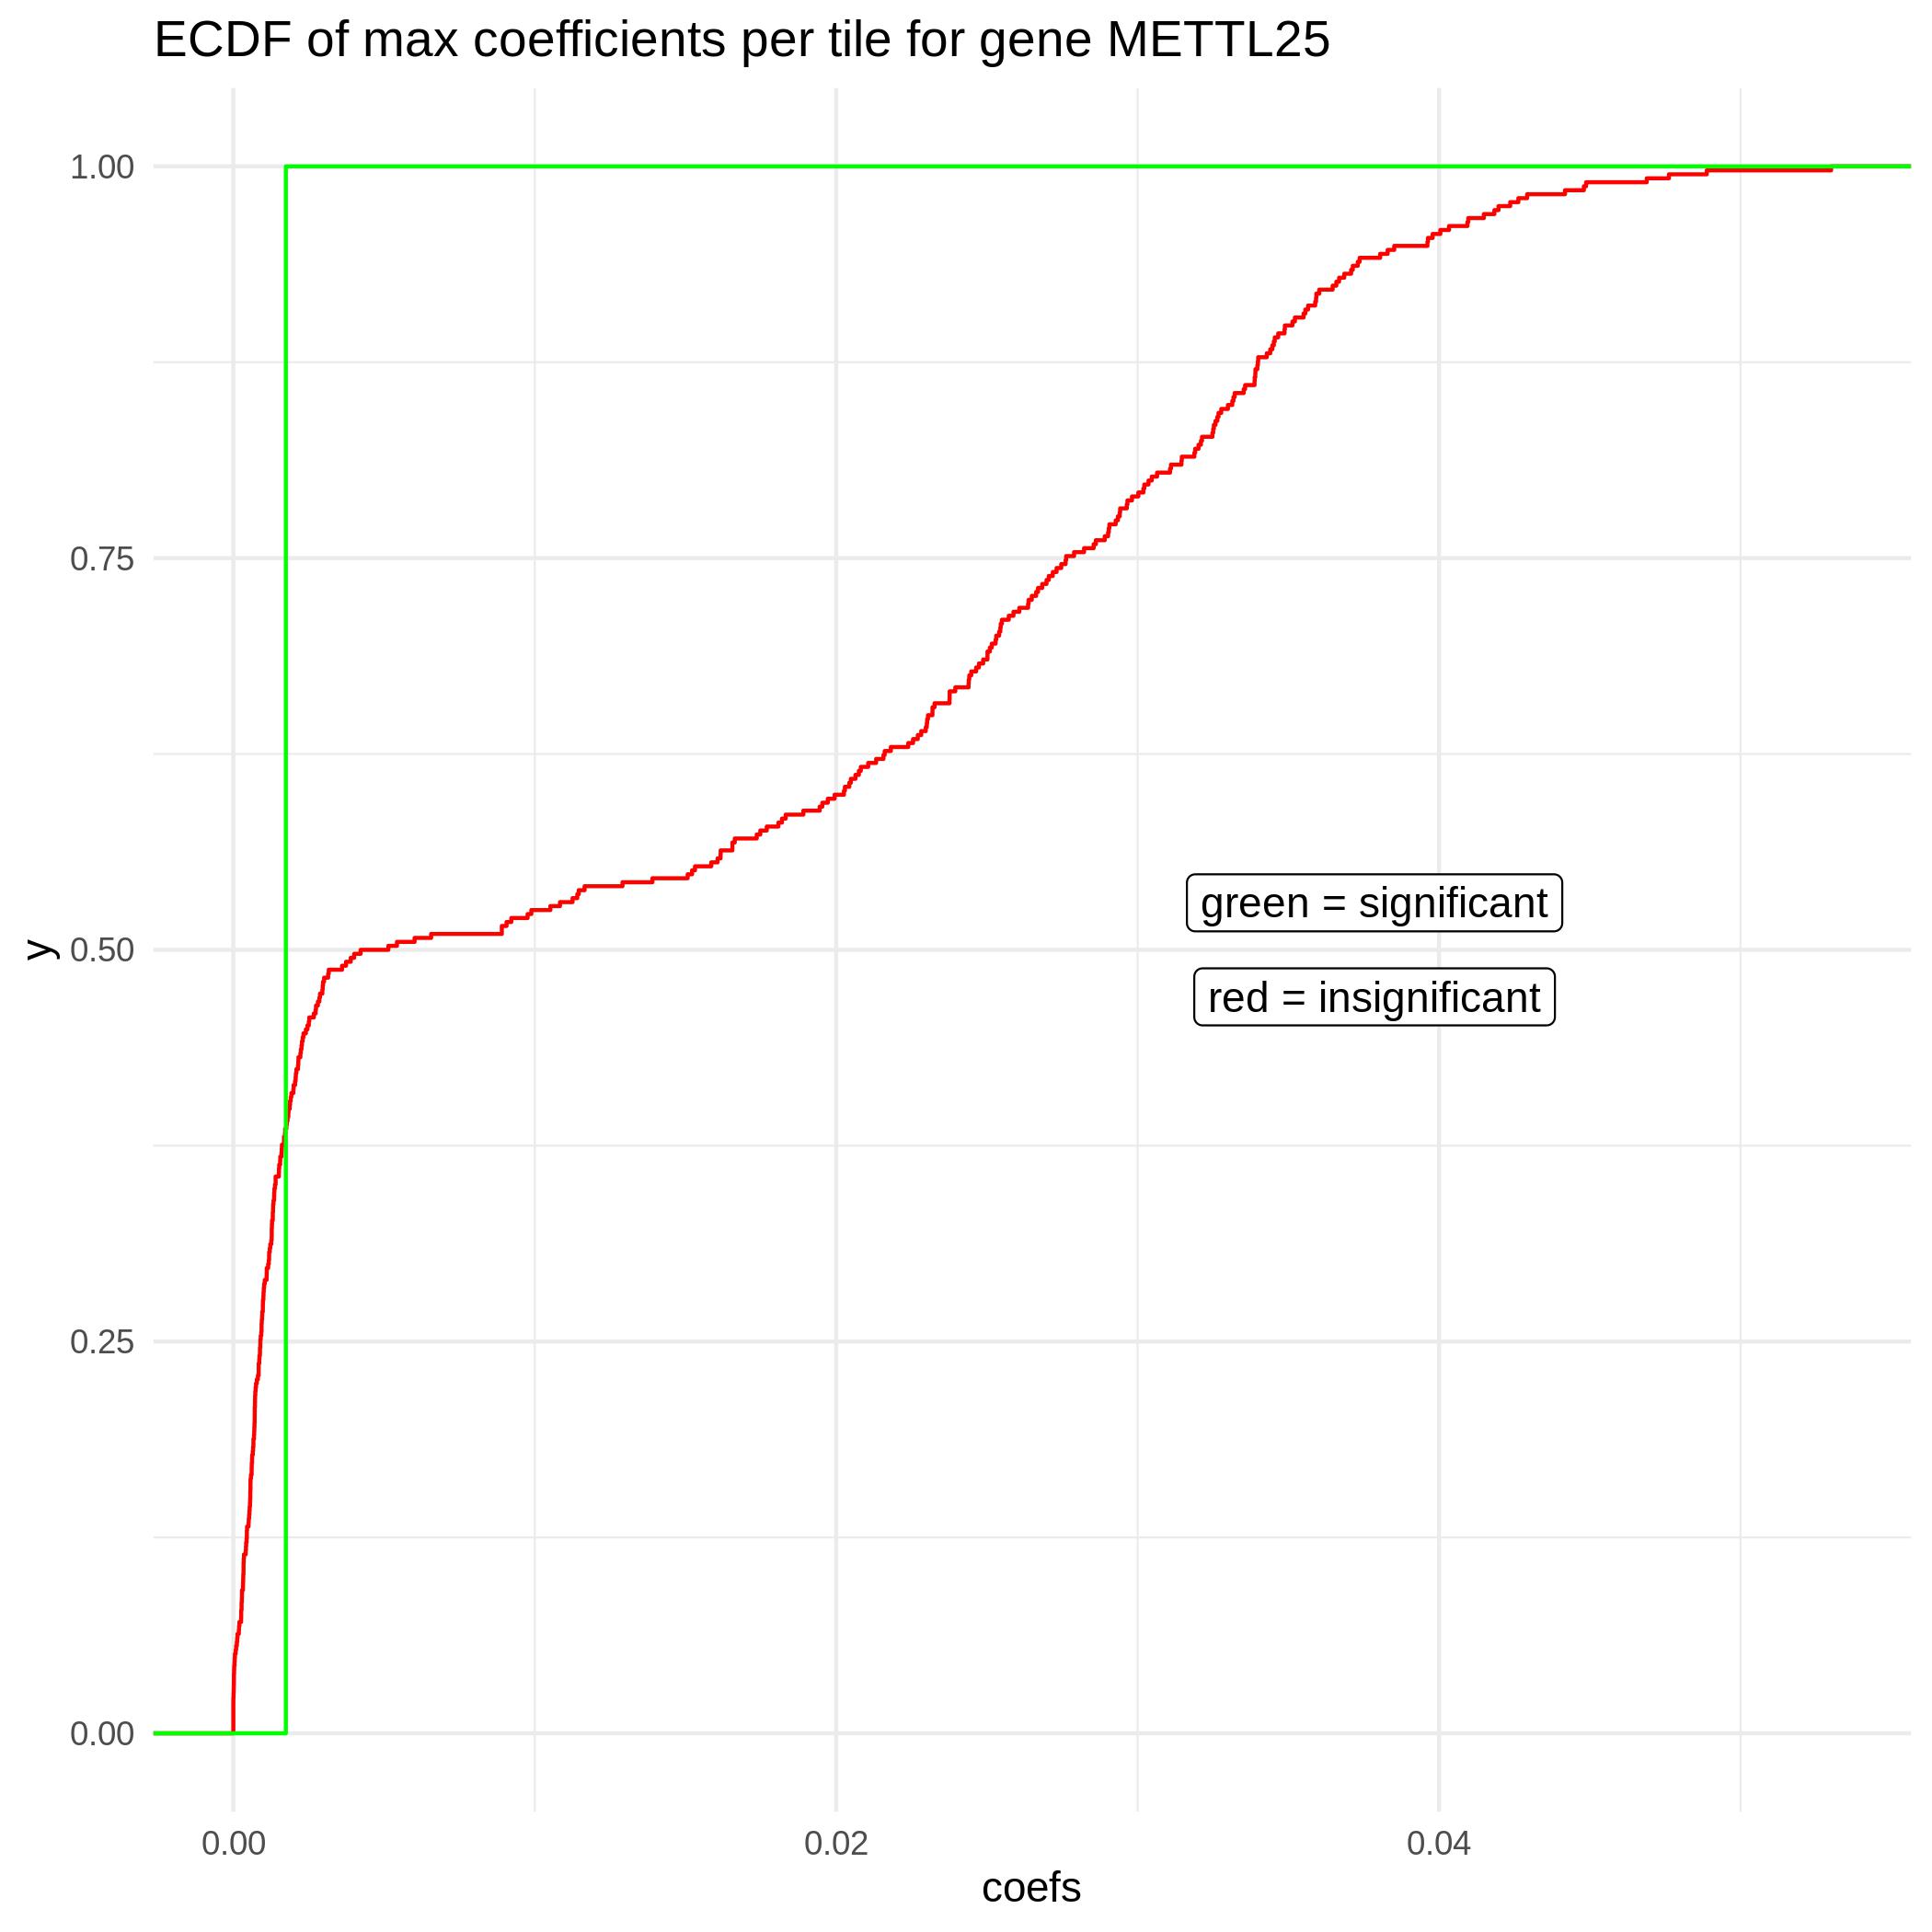 ECDF of max coefficients per tile for gene METTL25
1.00
0.75
0.50
0.25
0.00
y
green = significant
red = insignificant
0.00 0.02 0.04
coefs